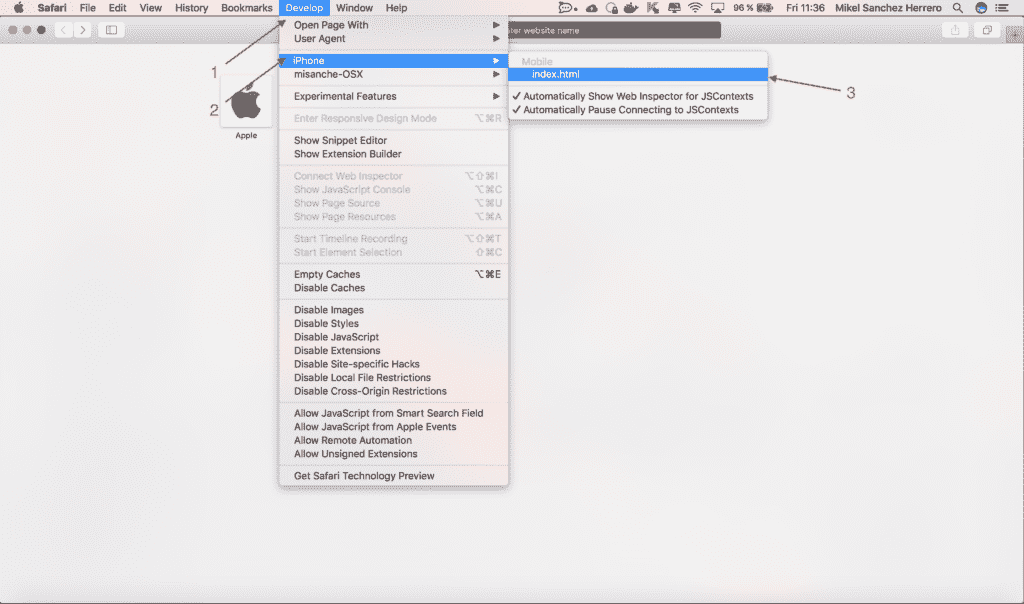 Safari File Edit View History Bookmarks Develop Window Help 96 % Fri 11:36 Mikel Sanchez Herrero
Open Page With
User Agent
iPhone
misanche-OSX
Experimental Features
Enter Responsive Design Mode ⌥⌘R
Show Snippet Editor
Show Extension Builder
Connect Web Inspector ⌥⇧⌘I
Show JavaScript Console ⌥⌘C
Show Page Source ⌥⌘U
Show Page Resources ⌥⌘A
Start Timeline Recording ⌥⇧⌘T
Start Element Selection ⇧⌘C
Empty Caches ⌥⌘E
Disable Caches
Disable Images
Disable Styles
Disable JavaScript
Disable Extensions
Disable Site-specific Hacks
Disable Local File Restrictions
Disable Cross-Origin Restrictions
Allow JavaScript from Smart Search Field
Allow JavaScript from Apple Events
Allow Remote Automation
Allow Unsigned Extensions
Get Safari Technology Preview
website name
Mobile
index.html
✓ Automatically Show Web Inspector for JSContexts
✓ Automatically Pause Connecting to JSContexts
1
2
3
Apple